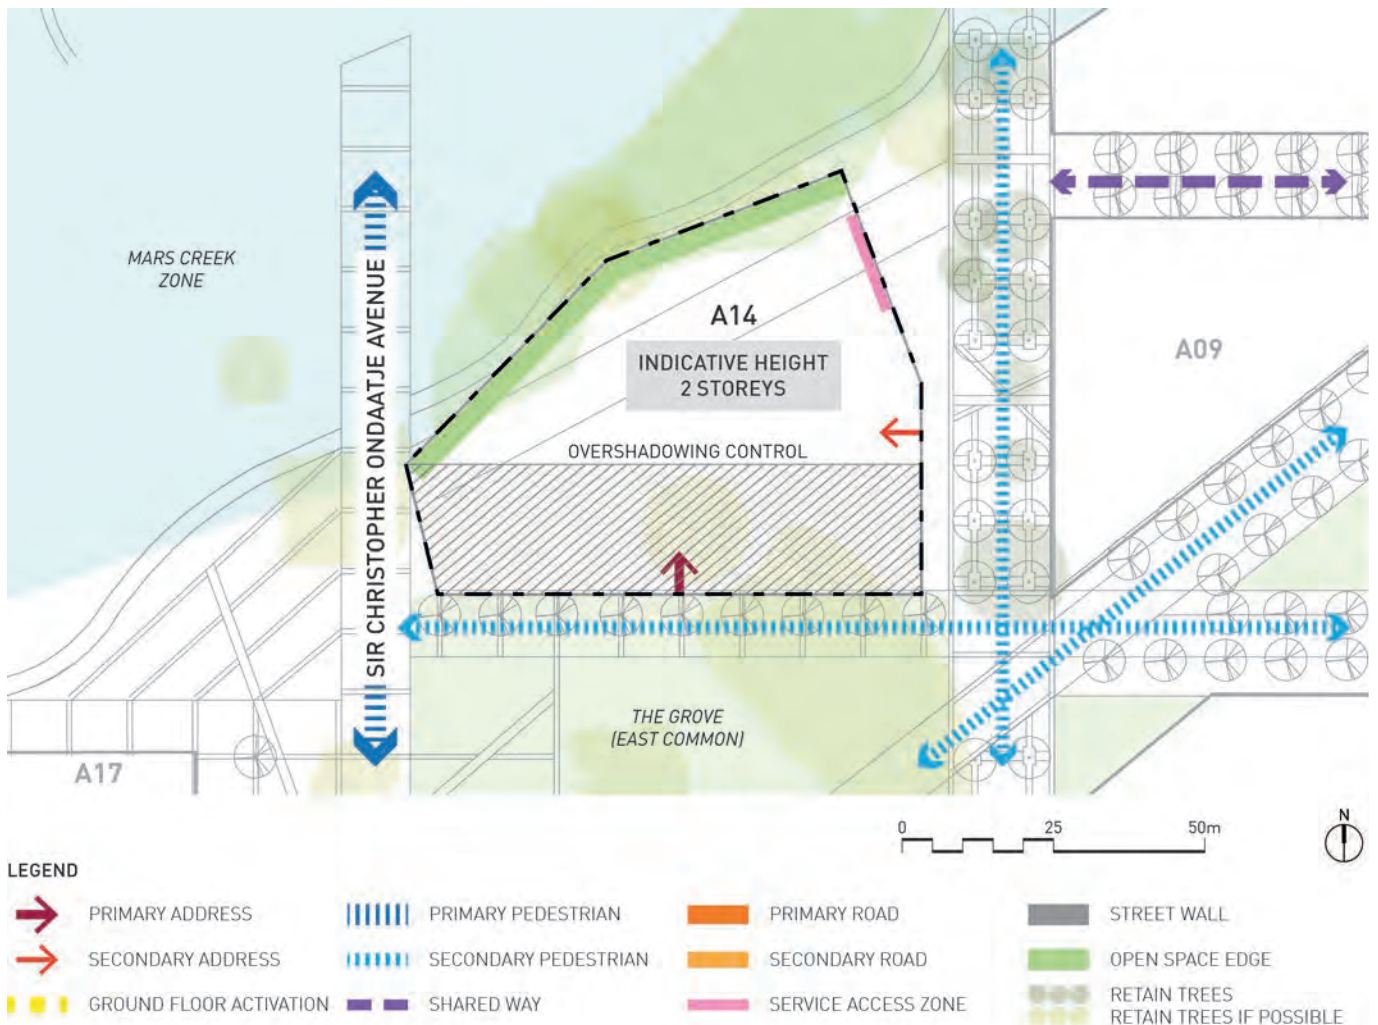 MARS CREEK
ZONE
SIR CHRISTOPHER ONDAATJE AVENUE
A14
INDICATIVE HEIGHT
2 STOREYS
A09
OVERSHADOWING CONTROL
THE GROVE
(EAST COMMON)
A17
0 25 50m
N
LEGEND
PRIMARY ADDRESS
SECONDARY ADDRESS
GROUND FLOOR ACTIVATION
PRIMARY PEDESTRIAN
SECONDARY PEDESTRIAN
SHARED WAY
PRIMARY ROAD
SECONDARY ROAD
SERVICE ACCESS ZONE
STREET WALL
OPEN SPACE EDGE
RETAIN TREES
RETAIN TREES IF POSSIBLE